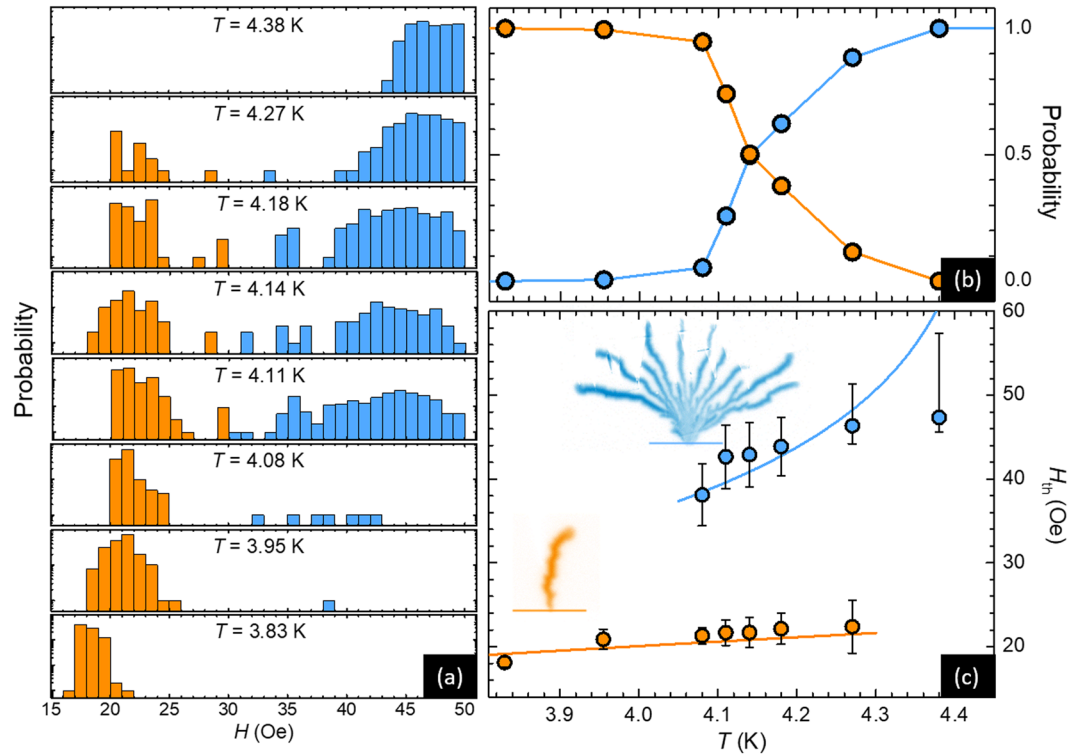 T = 4.38 K
T = 4.27 K
T = 4.18 K
T = 4.14 K
T = 4.11 K
T = 4.08 K
T = 3.95 K
T = 3.83 K
Probability
(a)
15 20 25 30 35 40 45 50
H (Oe)
1.0
0.5
0.0
Probability
(b)
60
50
40
30
20
H_th (Oe)
(c)
3.9 4.0 4.1 4.2 4.3 4.4
T (K)